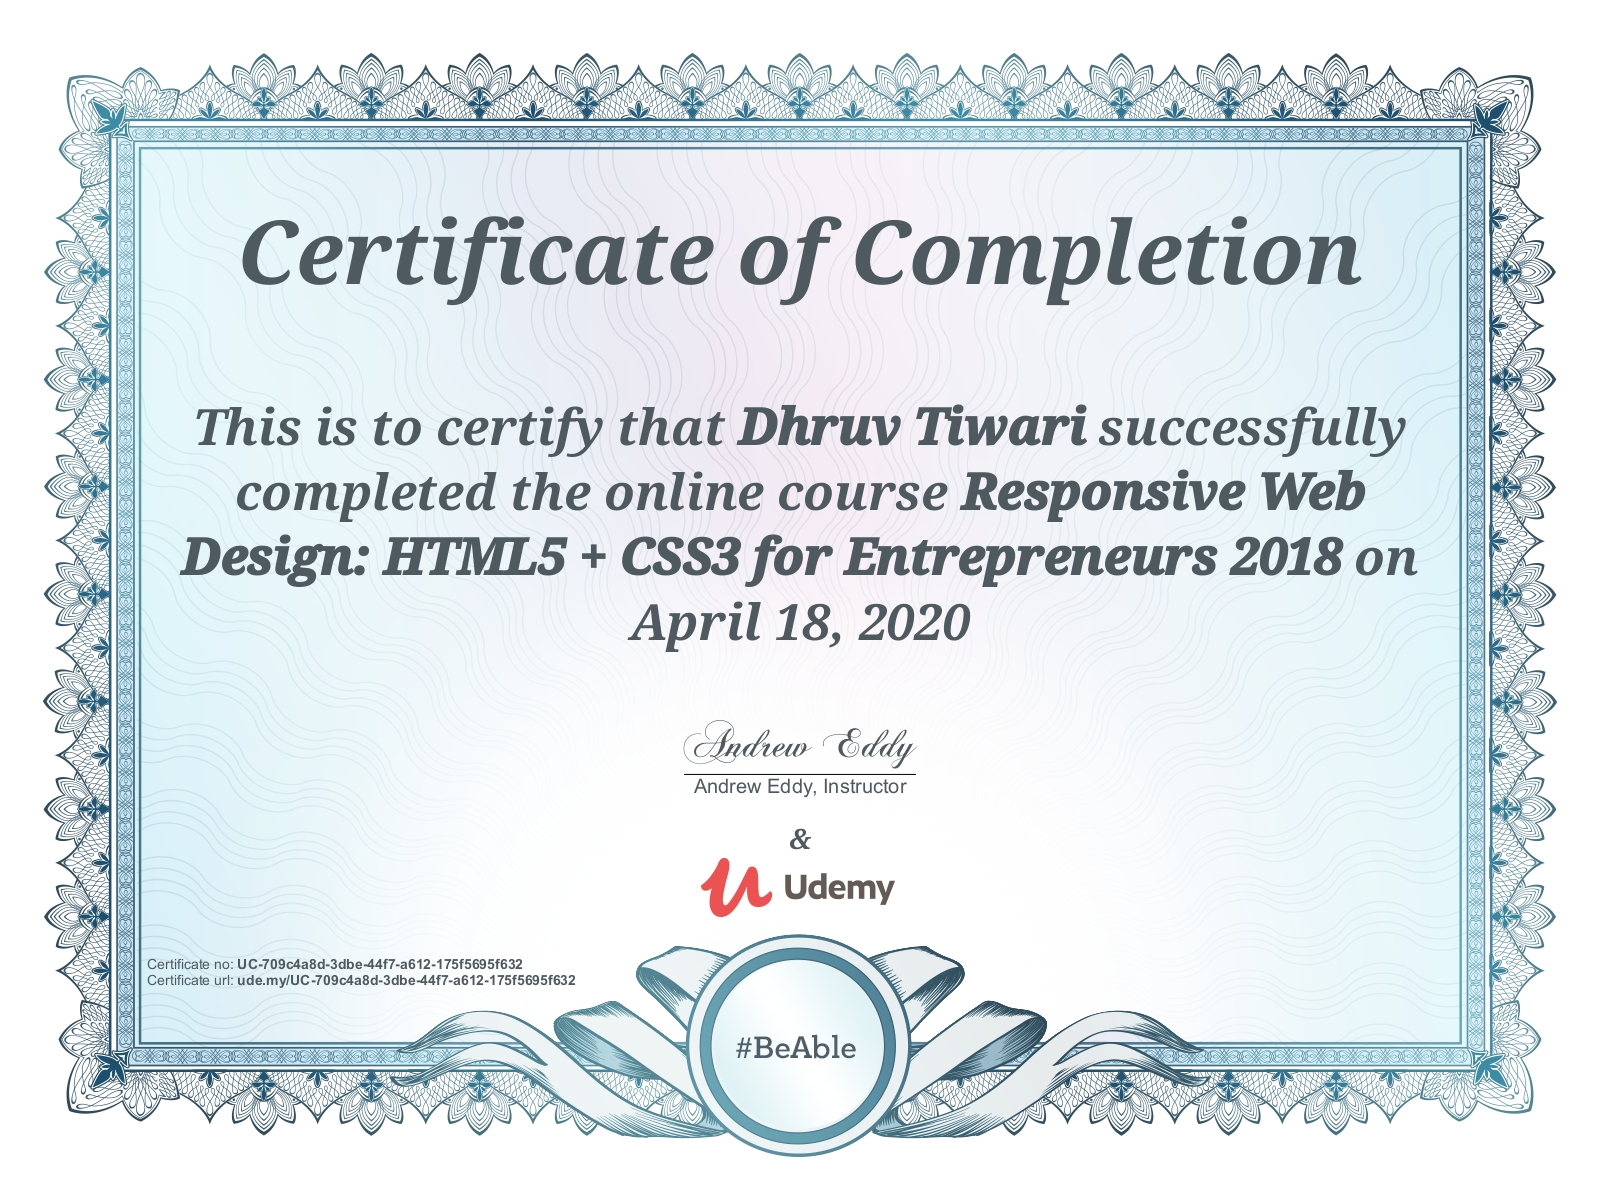 Certificate of Completion
This is to certify that Dhruv Tiwari successfully
completed the online course Responsive Web
Design: HTML5 + CSS3 for Entrepreneurs 2018 on
April 18, 2020
Andrew Eddy
Andrew Eddy, Instructor
&
Udemy
Certificate no: UC-709c4a8d-3dbe-44f7-a612-175f5695f632
Certificate url: ude.my/UC-709c4a8d-3dbe-44f7-a612-175f5695f632
#BeAble